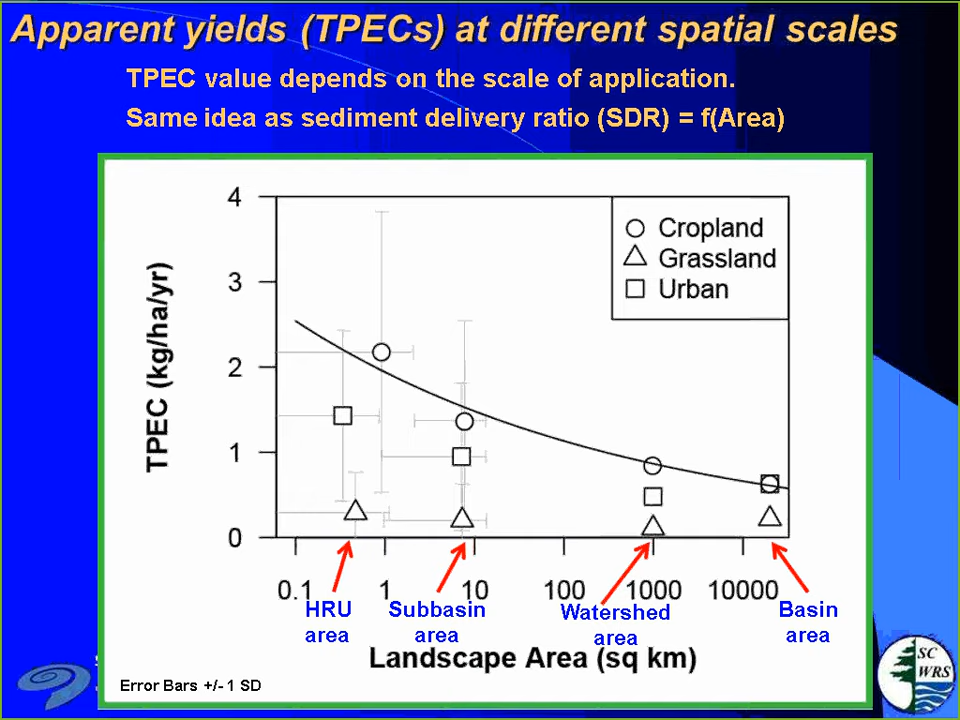 Apparent yields (TPECs) at different spatial scales
TPEC value depends on the scale of application.
Same idea as sediment delivery ratio (SDR) = f(Area)
4
3
2
1
0
TPEC (kg/ha/yr)
Cropland
Grassland
Urban
0.1 1 10 100 1000 10000
HRU area
Subbasin area
Watershed area
Basin area
Landscape Area (sq km)
Error Bars +/- 1 SD
SC
WRS